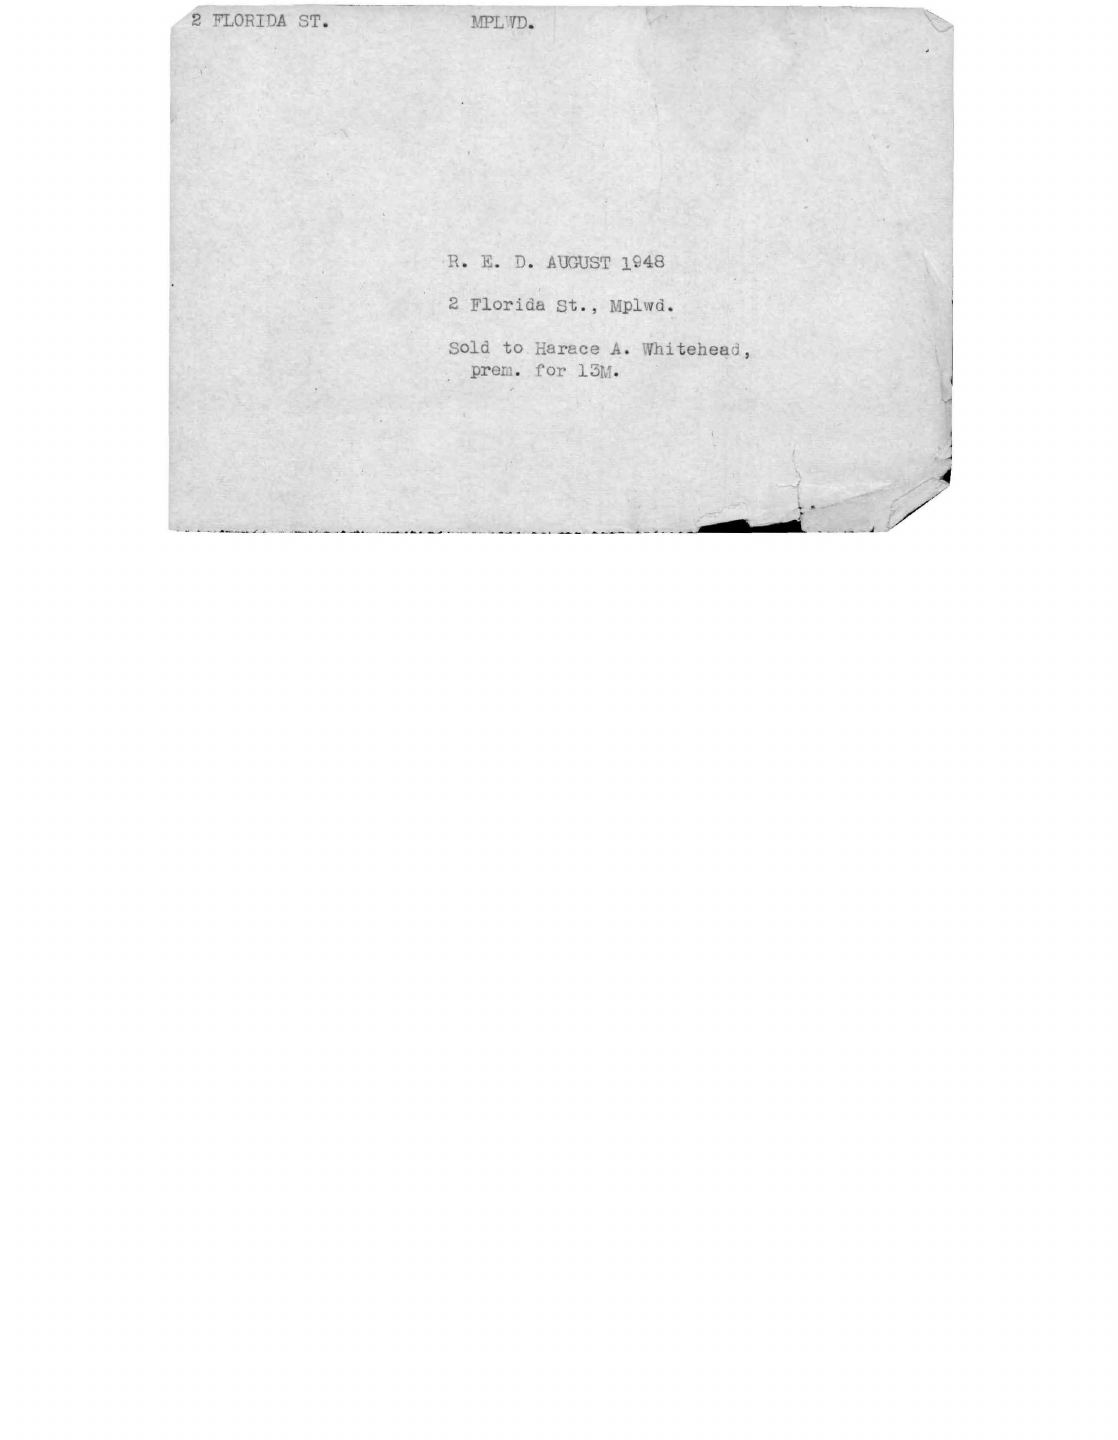 2 FLORIDA ST. MPLWD.
R. E. D. AUGUST 1948
2 Florida St., Mplwd.
Sold to Harace A. Whitehead,
prem. for 13M.